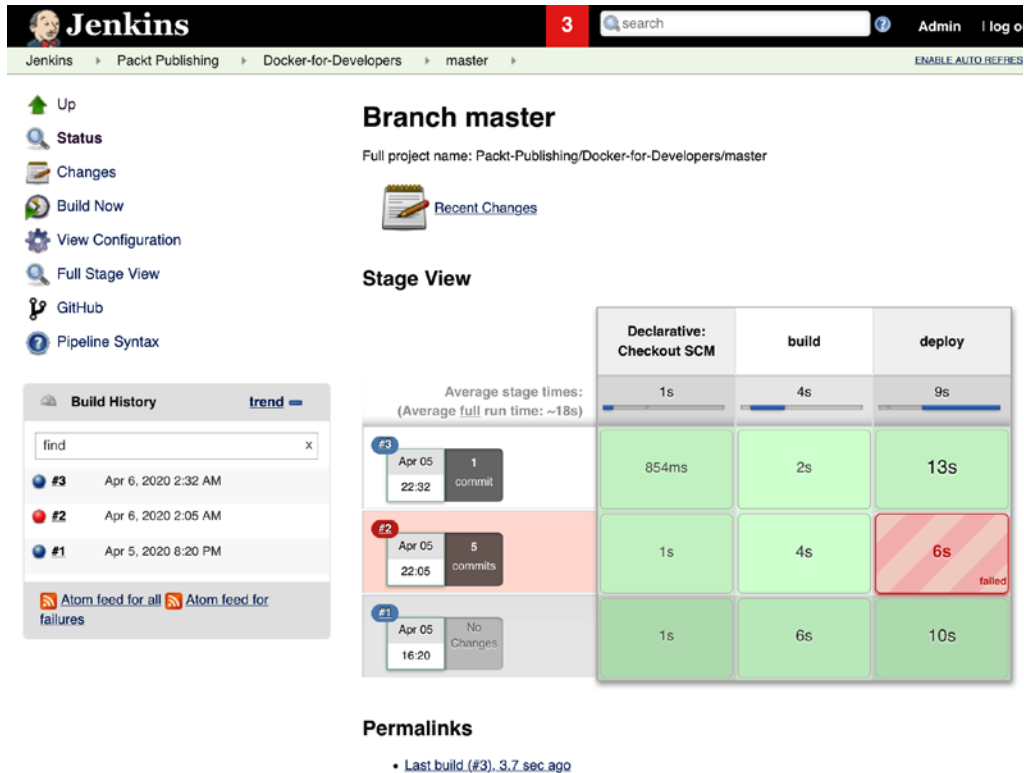 Jenkins
3
search
Admin
log o
Jenkins Packt Publishing Docker-for-Developers master
ENABLE AUTO REFRES
Up
Status
Changes
Build Now
View Configuration
Full Stage View
GitHub
Pipeline Syntax
Build History trend
find x
#3 Apr 6, 2020 2:32 AM
#2 Apr 6, 2020 2:05 AM
#1 Apr 5, 2020 8:20 PM
Atom feed for all Atom feed for
failures
Branch master
Full project name: Packt-Publishing/Docker-for-Developers/master
Recent Changes
Stage View
Declarative:
Checkout SCM
build
deploy
Average stage times:
(Average full run time: ~18s)
1s
4s
9s
#3
Apr 05
22:32
1
commit
854ms
2s
13s
#2
Apr 05
22:05
5
commits
1s
4s
6s
failed
#1
Apr 05
16:20
No
Changes
1s
6s
10s
Permalinks
• Last build (#3), 3.7 sec ago